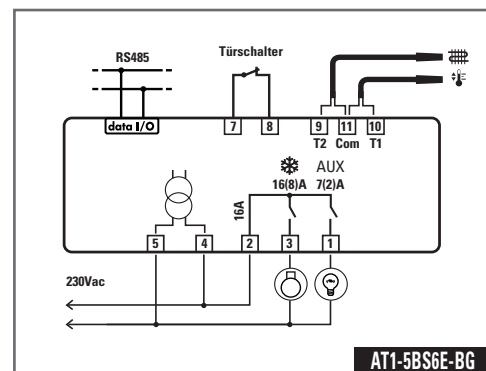 RS485
Türschalter
data I/O
7 8 9 11 10
T2 Com T1
AUX
16(8)A 7(2)A
16A
5 4 2 3 1
230Vac
AT1-5BS6E-BG